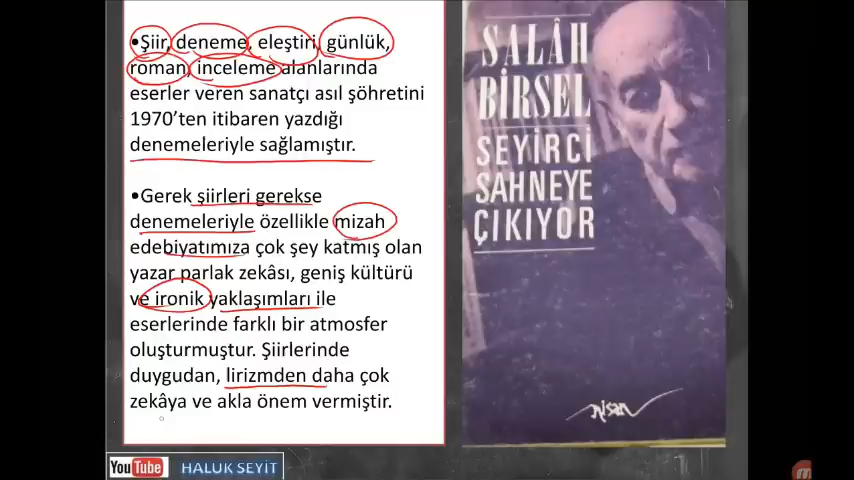 •Şiir, deneme, eleştiri, günlük,
roman, inceleme alanlarında
eserler veren sanatçı asıl şöhretini
1970'ten itibaren yazdığı
denemeleriyle sağlamıştır.
•Gerek şiirleri gerekse
denemeleriyle özellikle mizah
edebiyatımıza çok şey katmış olan
yazar parlak zekâsı, geniş kültürü
ve ironik yaklaşımları ile
eserlerinde farklı bir atmosfer
oluşturmuştur. Şiirlerinde
duygudan, lirizmden daha çok
zekâya ve akla önem vermiştir.
SALÂH
BİRSEL
SEYİRCİ
SAHNEYE
ÇIKIYOR
nisan
YouTube HALUK SEYİT